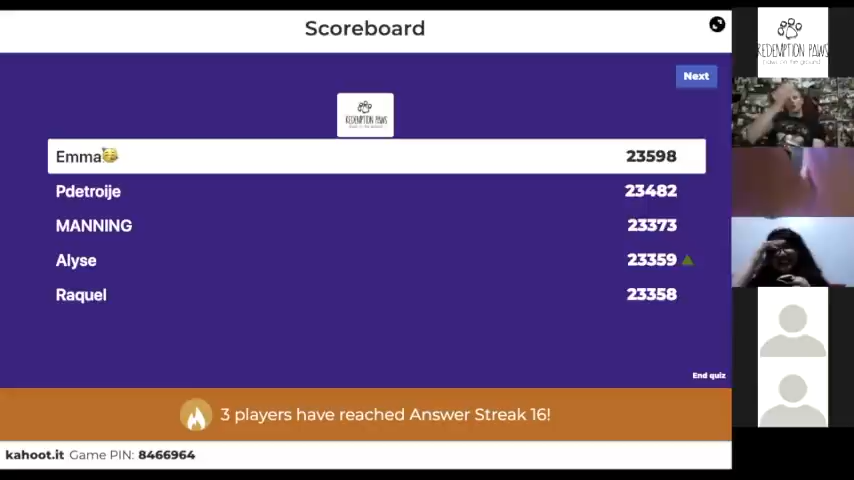 Scoreboard
Next
REDEMPTION PAWS
Emma🥳 23598
Pdetroije 23482
MANNING 23373
Alyse 23359
Raquel 23358
End quiz
3 players have reached Answer Streak 16!
kahoot.it Game PIN: 8466964
REDEMPTION PAWS